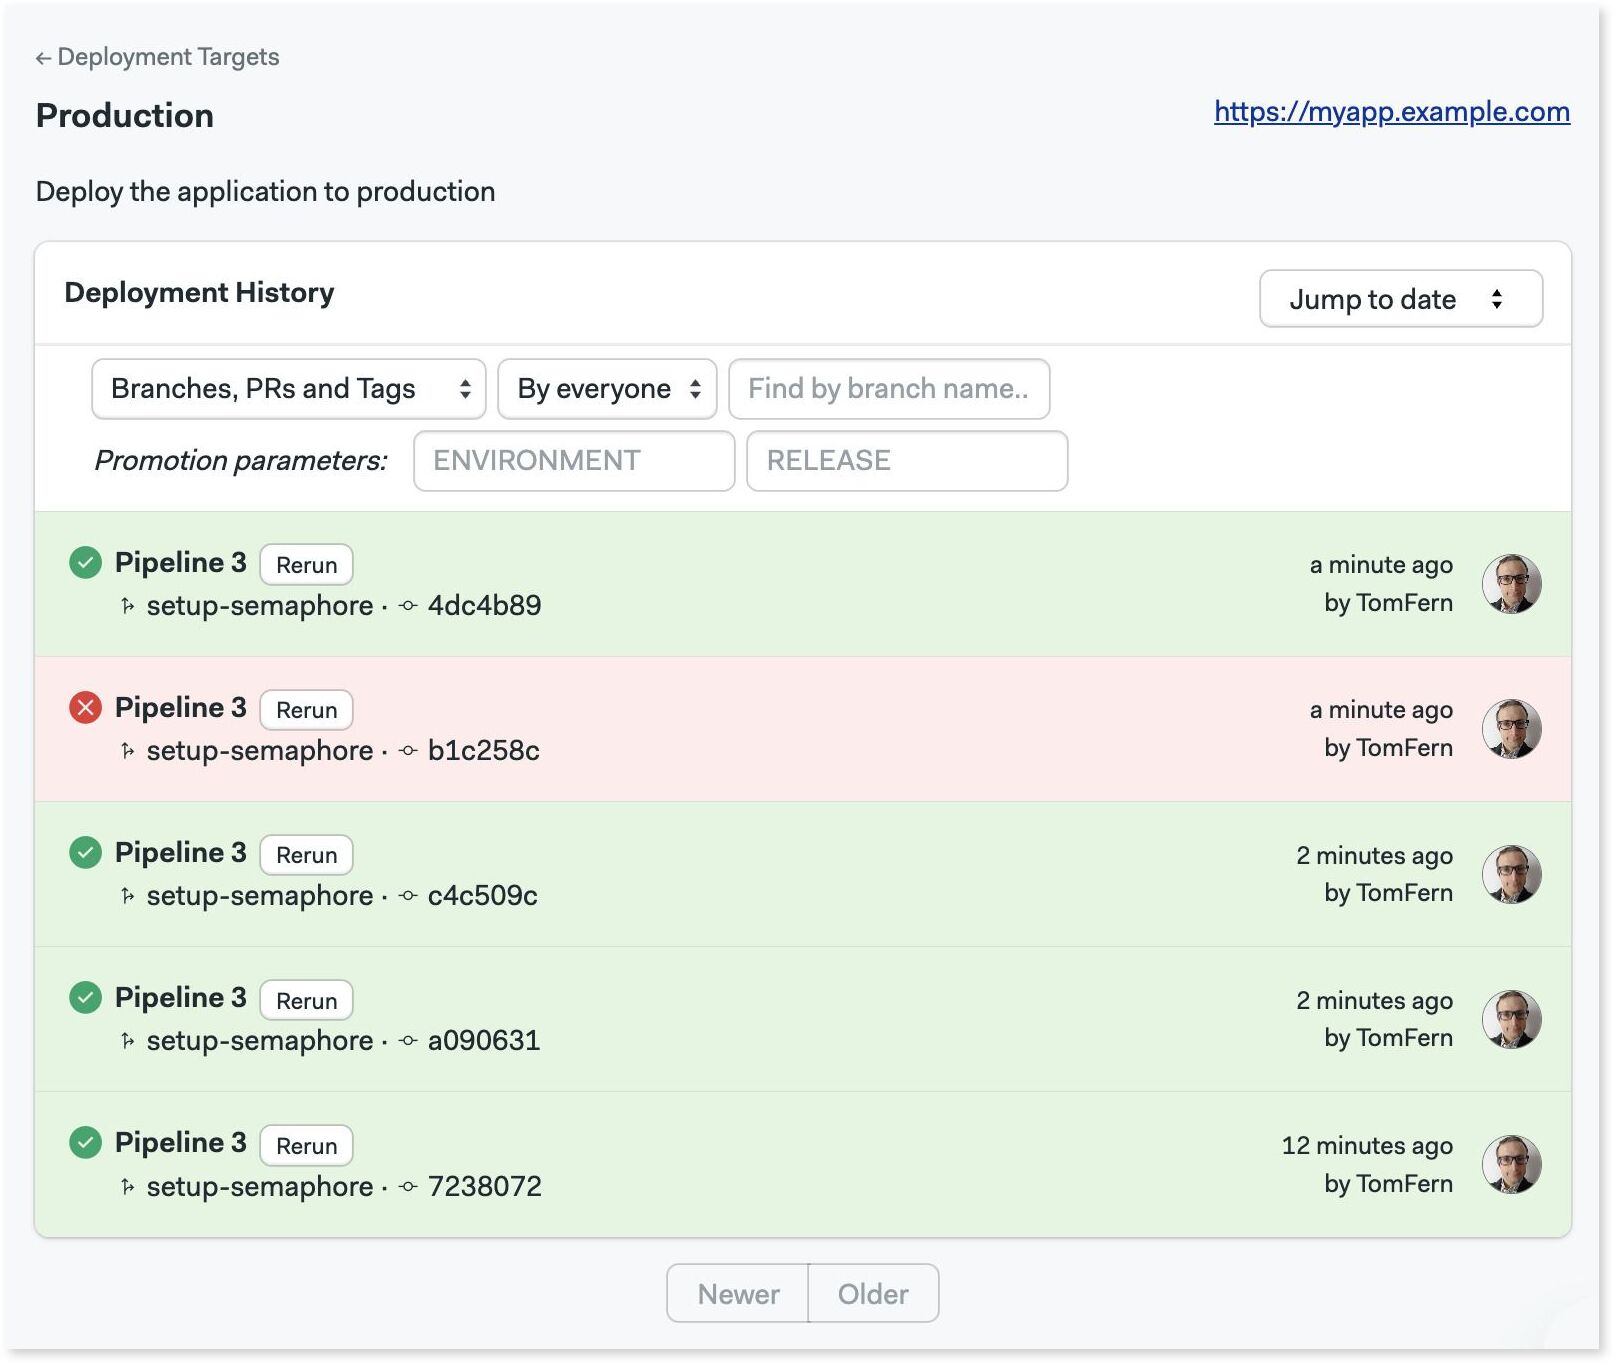 ← Deployment Targets
Production
https://myapp.example.com
Deploy the application to production
Deployment History
Jump to date
Branches, PRs and Tags
By everyone
Find by branch name..
Promotion parameters:
ENVIRONMENT
RELEASE
Pipeline 3 Rerun
setup-semaphore · 4dc4b89
a minute ago
by TomFern
Pipeline 3 Rerun
setup-semaphore · b1c258c
a minute ago
by TomFern
Pipeline 3 Rerun
setup-semaphore · c4c509c
2 minutes ago
by TomFern
Pipeline 3 Rerun
setup-semaphore · a090631
2 minutes ago
by TomFern
Pipeline 3 Rerun
setup-semaphore · 7238072
12 minutes ago
by TomFern
Newer
Older